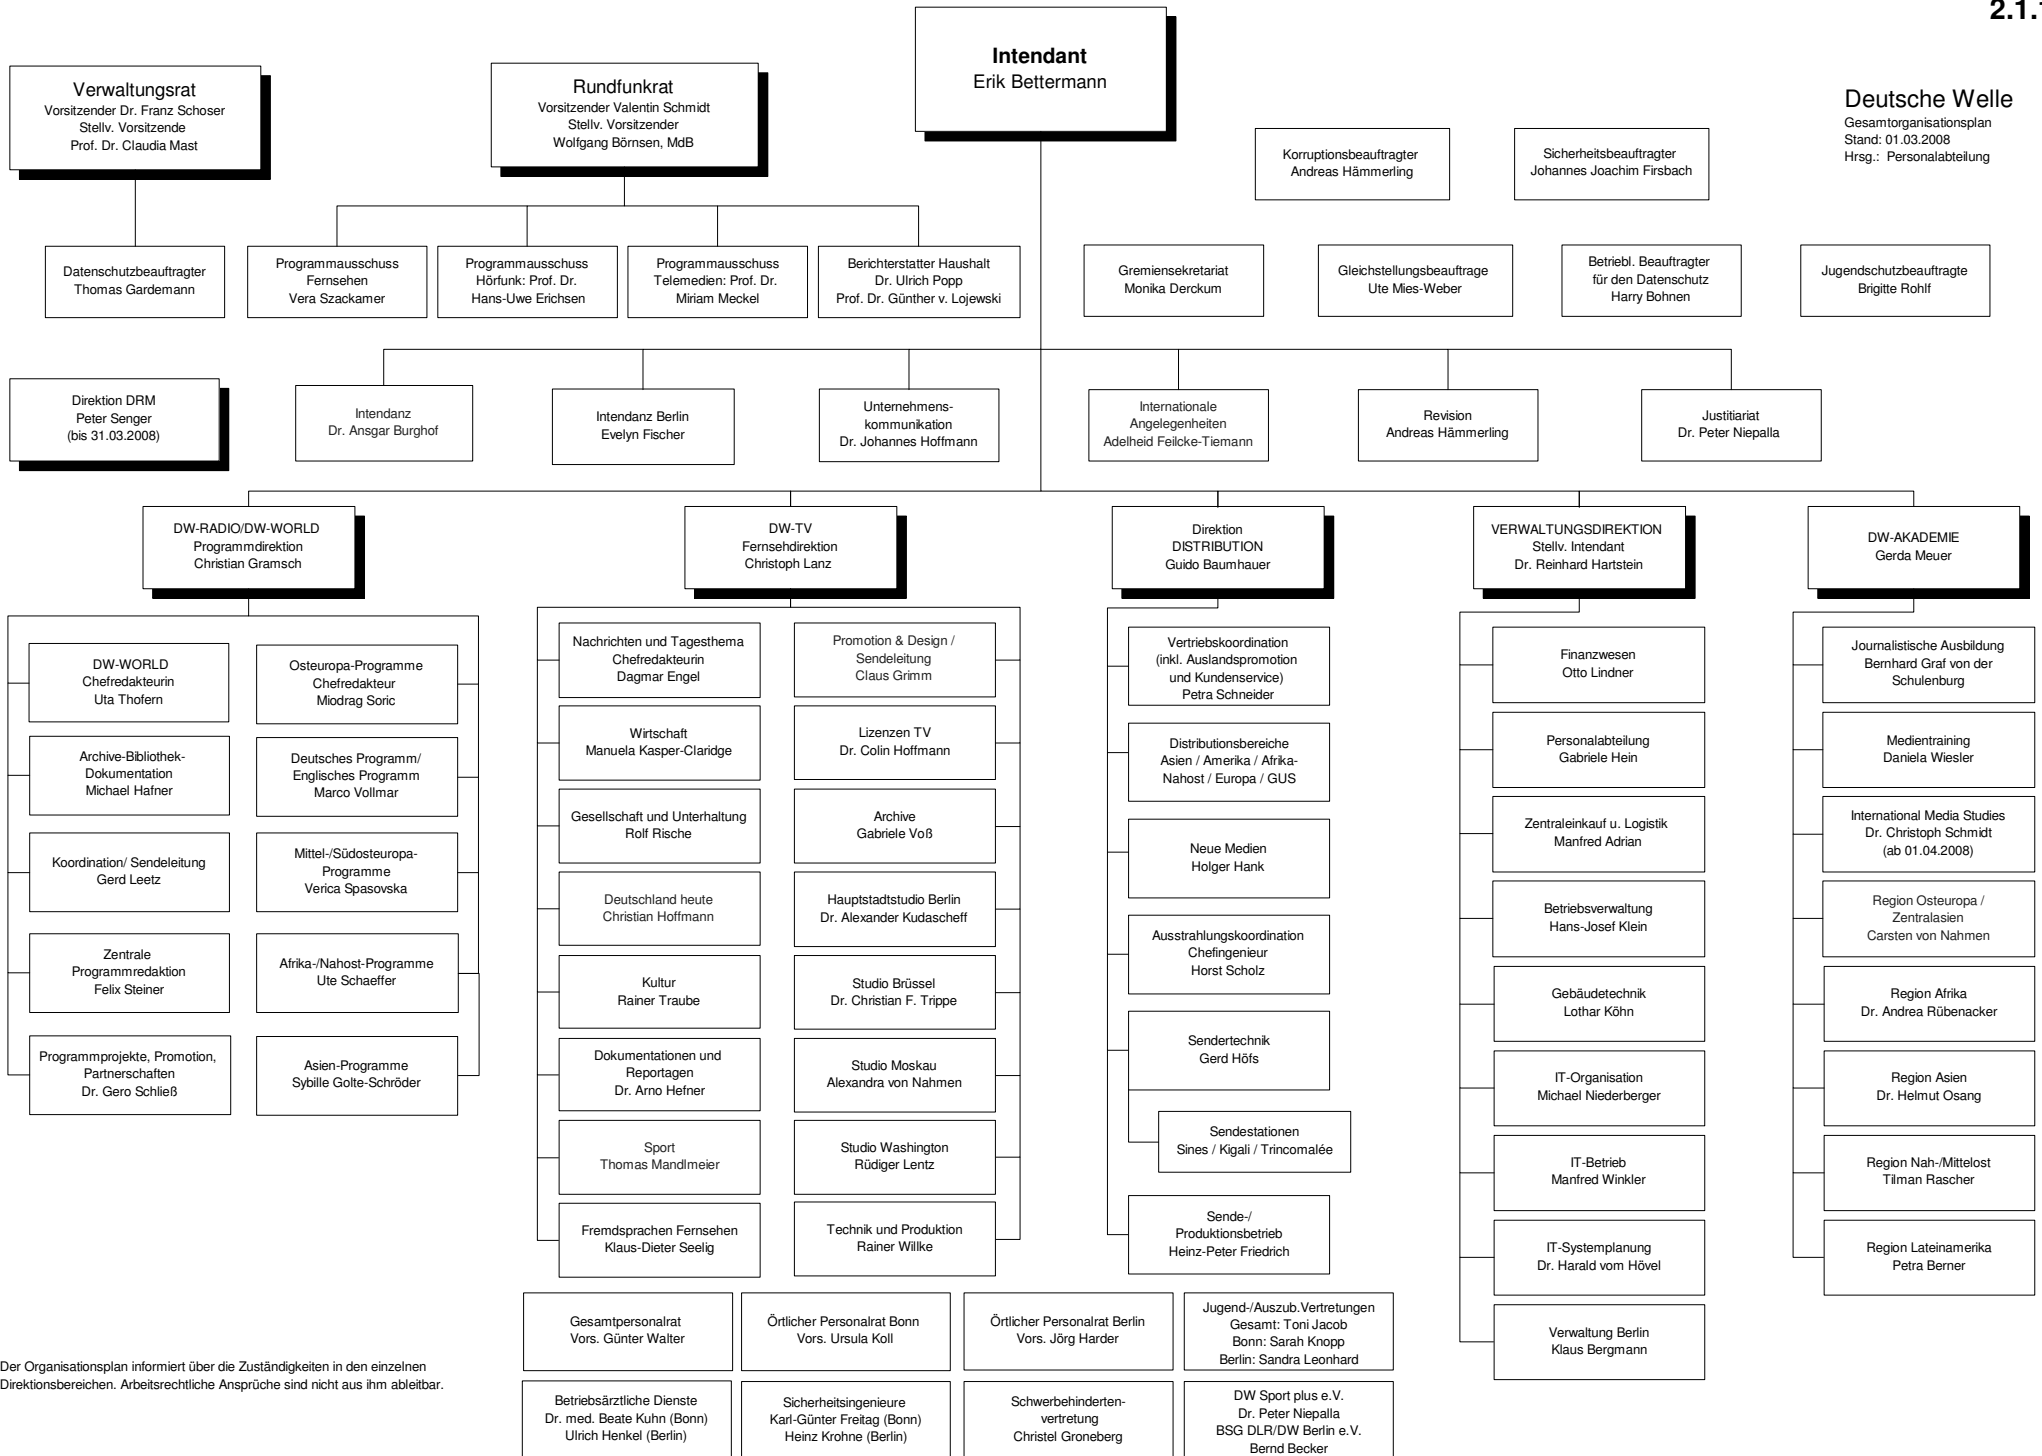 2.1.1
Intendant
Erik Bettermann
Verwaltungsrat
Vorsitzender Dr. Franz Schoser
Stellv. Vorsitzende
Prof. Dr. Claudia Mast
Rundfunkrat
Vorsitzender Valentin Schmidt
Stellv. Vorsitzender
Wolfgang Börnsen, MdB
Deutsche Welle
Gesamtorganisationsplan
Stand: 01.03.2008
Hrsg.: Personalabteilung
Korruptionsbeauftragter
Andreas Hämmerling
Sicherheitsbeauftragter
Johannes Joachim Firsbach
Datenschutzbeauftragter
Thomas Gardemann
Programmausschuss
Fernsehen
Vera Szackamer
Programmausschuss
Hörfunk: Prof. Dr.
Hans-Uwe Erichsen
Programmausschuss
Telemedien: Prof. Dr.
Miriam Meckel
Berichterstatter Haushalt
Dr. Ulrich Popp
Prof. Dr. Günther v. Lojewski
Gremiensekretariat
Monika Derckum
Gleichstellungsbeauftrage
Ute Mies-Weber
Betriebl. Beauftragter
für den Datenschutz
Harry Bohnen
Jugendschutzbeauftragte
Brigitte Rohlf
Direktion DRM
Peter Senger
(bis 31.03.2008)
Intendanz
Dr. Ansgar Burghof
Intendanz Berlin
Evelyn Fischer
Unternehmens-
kommunikation
Dr. Johannes Hoffmann
Internationale
Angelegenheiten
Adelheid Feilcke-Tiemann
Revision
Andreas Hämmerling
Justitiariat
Dr. Peter Niepalla
DW-RADIO/DW-WORLD
Programmdirektion
Christian Gramsch
DW-TV
Fernsehdirektion
Christoph Lanz
Direktion
DISTRIBUTION
Guido Baumhauer
VERWALTUNGSDIREKTION
Stellv. Intendant
Dr. Reinhard Hartstein
DW-AKADEMIE
Gerda Meuer
DW-WORLD
Chefredakteurin
Uta Thofern
Archive-Bibliothek-
Dokumentation
Michael Hafner
Koordination/ Sendeleitung
Gerd Leetz
Zentrale
Programmredaktion
Felix Steiner
Programmprojekte, Promotion,
Partnerschaften
Dr. Gero Schließ
Osteuropa-Programme
Chefredakteur
Miodrag Soric
Deutsches Programm/
Englisches Programm
Marco Vollmar
Mittel-/Südosteuropa-
Programme
Verica Spasovska
Afrika-/Nahost-Programme
Ute Schaeffer
Asien-Programme
Sybille Golte-Schröder
Nachrichten und Tagesthema
Chefredakteurin
Dagmar Engel
Wirtschaft
Manuela Kasper-Claridge
Gesellschaft und Unterhaltung
Rolf Rische
Deutschland heute
Christian Hoffmann
Kultur
Rainer Traube
Dokumentationen und
Reportagen
Dr. Arno Hefner
Sport
Thomas Mandlmeier
Fremdsprachen Fernsehen
Klaus-Dieter Seelig
Promotion & Design /
Sendeleitung
Claus Grimm
Lizenzen TV
Dr. Colin Hoffmann
Archive
Gabriele Voß
Hauptstadtstudio Berlin
Dr. Alexander Kudascheff
Studio Brüssel
Dr. Christian F. Trippe
Studio Moskau
Alexandra von Nahmen
Studio Washington
Rüdiger Lentz
Technik und Produktion
Rainer Willke
Vertriebskoordination
(inkl. Auslandspromotion
und Kundenservice)
Petra Schneider
Distributionsbereiche
Asien / Amerika / Afrika-
Nahost / Europa / GUS
Neue Medien
Holger Hank
Ausstrahlungskoordination
Chefingenieur
Horst Scholz
Sendertechnik
Gerd Höfs
Sendestationen
Sines / Kigali / Trincomalée
Sende-/
Produktionsbetrieb
Heinz-Peter Friedrich
Finanzwesen
Otto Lindner
Personalabteilung
Gabriele Hein
Zentraleinkauf u. Logistik
Manfred Adrian
Betriebsverwaltung
Hans-Josef Klein
Gebäudetechnik
Lothar Köhn
IT-Organisation
Michael Niederberger
IT-Betrieb
Manfred Winkler
IT-Systemplanung
Dr. Harald vom Hövel
Verwaltung Berlin
Klaus Bergmann
Journalistische Ausbildung
Bernhard Graf von der
Schulenburg
Medientraining
Daniela Wiesler
International Media Studies
Dr. Christoph Schmidt
(ab 01.04.2008)
Region Osteuropa /
Zentralasien
Carsten von Nahmen
Region Afrika
Dr. Andrea Rübenacker
Region Asien
Dr. Helmut Osang
Region Nah-/Mittelost
Tilman Rascher
Region Lateinamerika
Petra Berner
Gesamtpersonalrat
Vors. Günter Walter
Örtlicher Personalrat Bonn
Vors. Ursula Koll
Örtlicher Personalrat Berlin
Vors. Jörg Harder
Jugend-/Auszub.Vertretungen
Gesamt: Toni Jacob
Bonn: Sarah Knopp
Berlin: Sandra Leonhard
Der Organisationsplan informiert über die Zuständigkeiten in den einzelnen
Direktionsbereichen. Arbeitsrechtliche Ansprüche sind nicht aus ihm ableitbar.
Betriebsärztliche Dienste
Dr. med. Beate Kuhn (Bonn)
Ulrich Henkel (Berlin)
Sicherheitsingenieure
Karl-Günter Freitag (Bonn)
Heinz Krohne (Berlin)
Schwerbehinderten-
vertretung
Christel Groneberg
DW Sport plus e.V.
Dr. Peter Niepalla
BSG DLR/DW Berlin e.V.
Bernd Becker